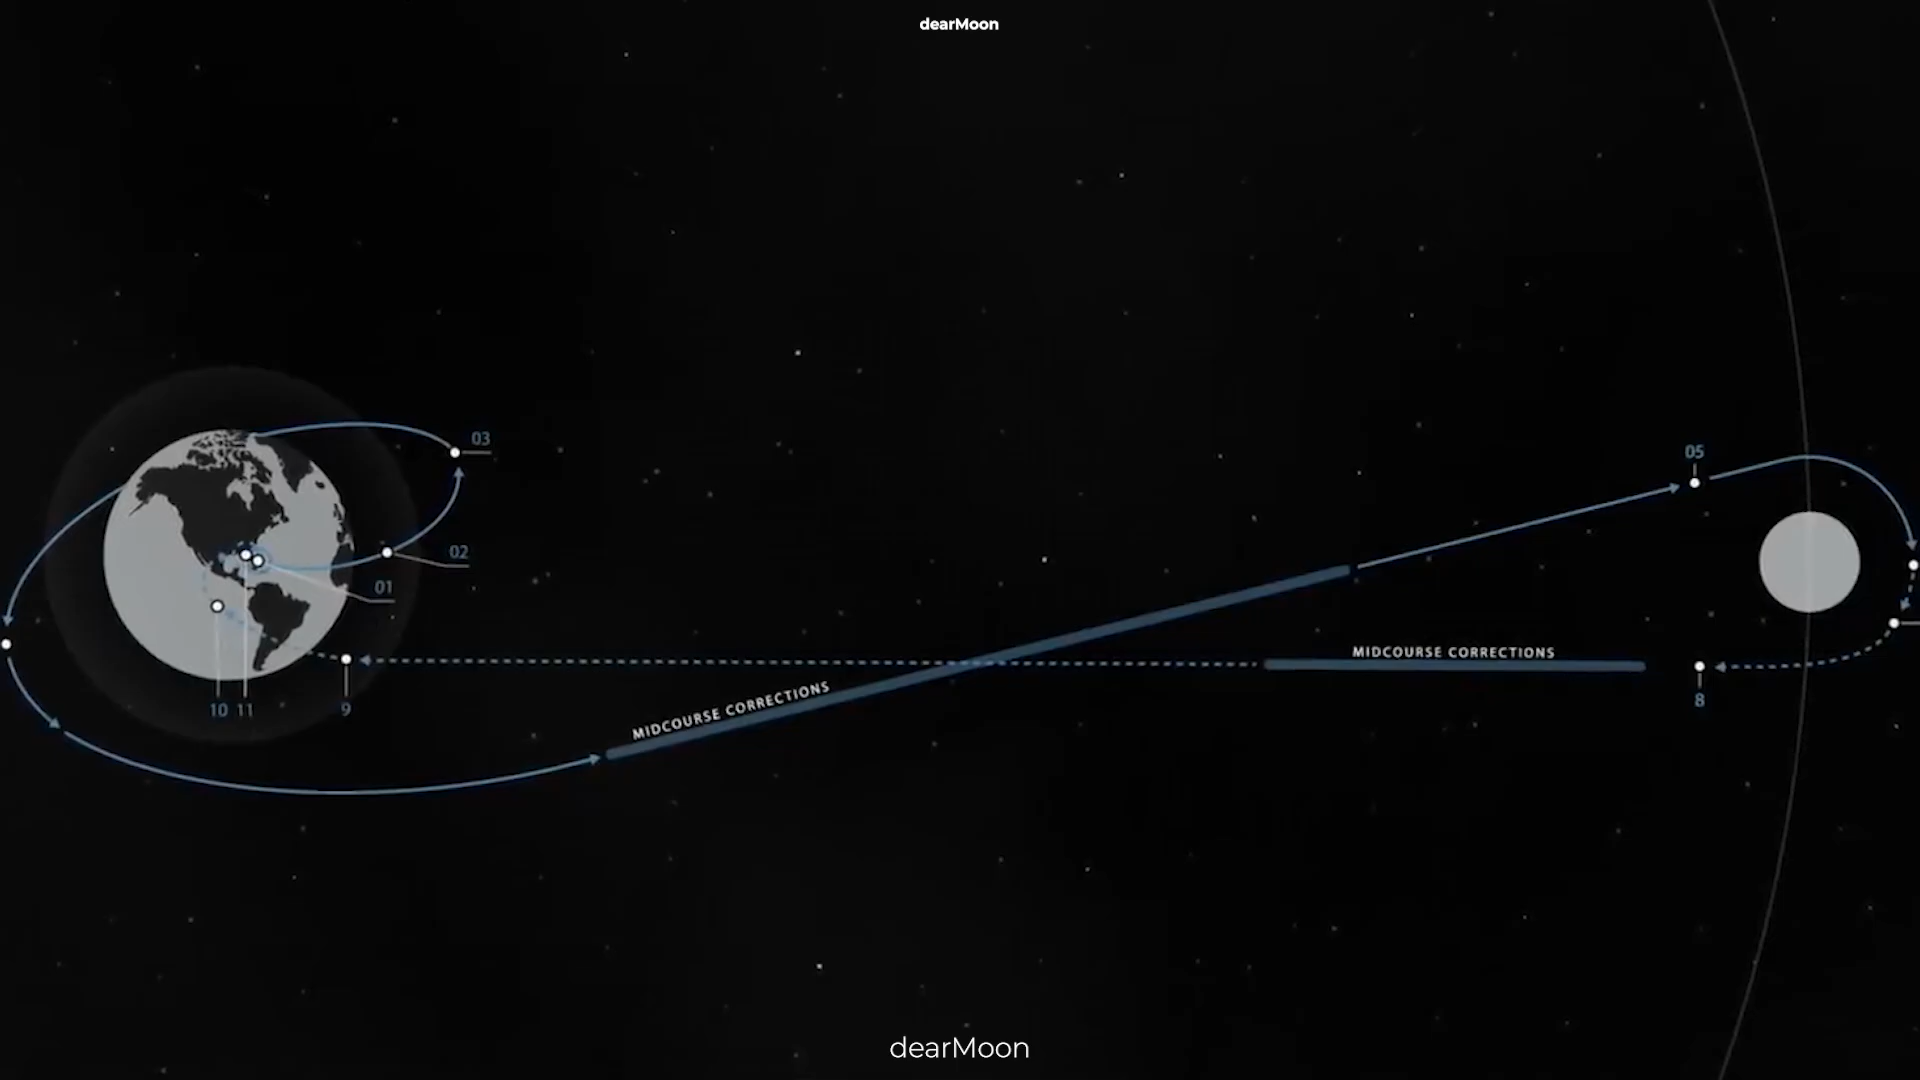 dearMoon
03
05
02
01
MIDCOURSE CORRECTIONS
MIDCOURSE CORRECTIONS
10 11 9
8
dearMoon